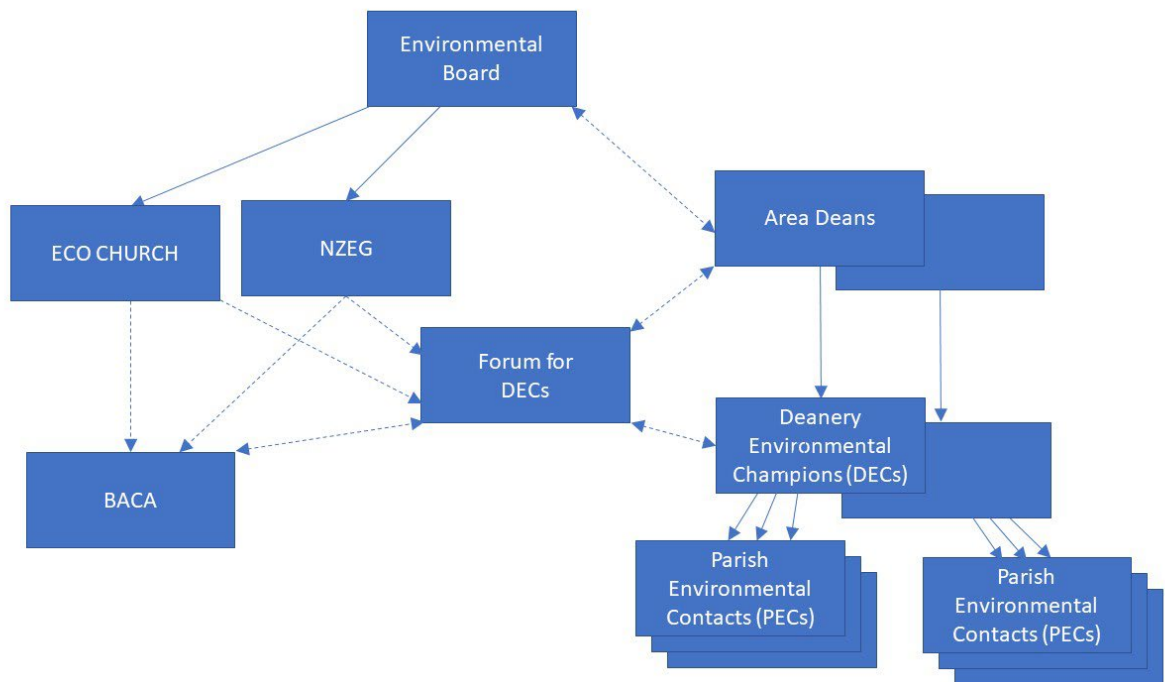 Environmental
Board
ECO CHURCH
NZEG
Area Deans
Forum for
DECs
Deanery
Environmental
Champions (DECs)
BACA
Parish
Environmental
Contacts (PECs)
Parish
Environmental
Contacts (PECs)